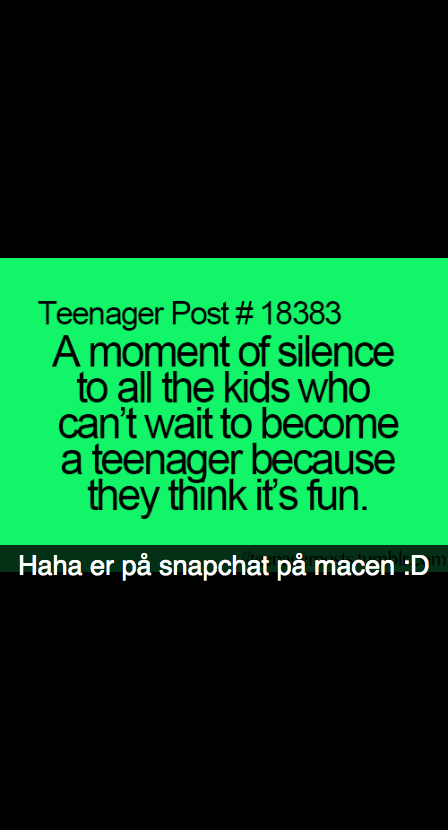 Teenager Post # 18383
A moment of silence
to all the kids who
can't wait to become
a teenager because
they think it's fun.
Haha er på snapchat på macen :D